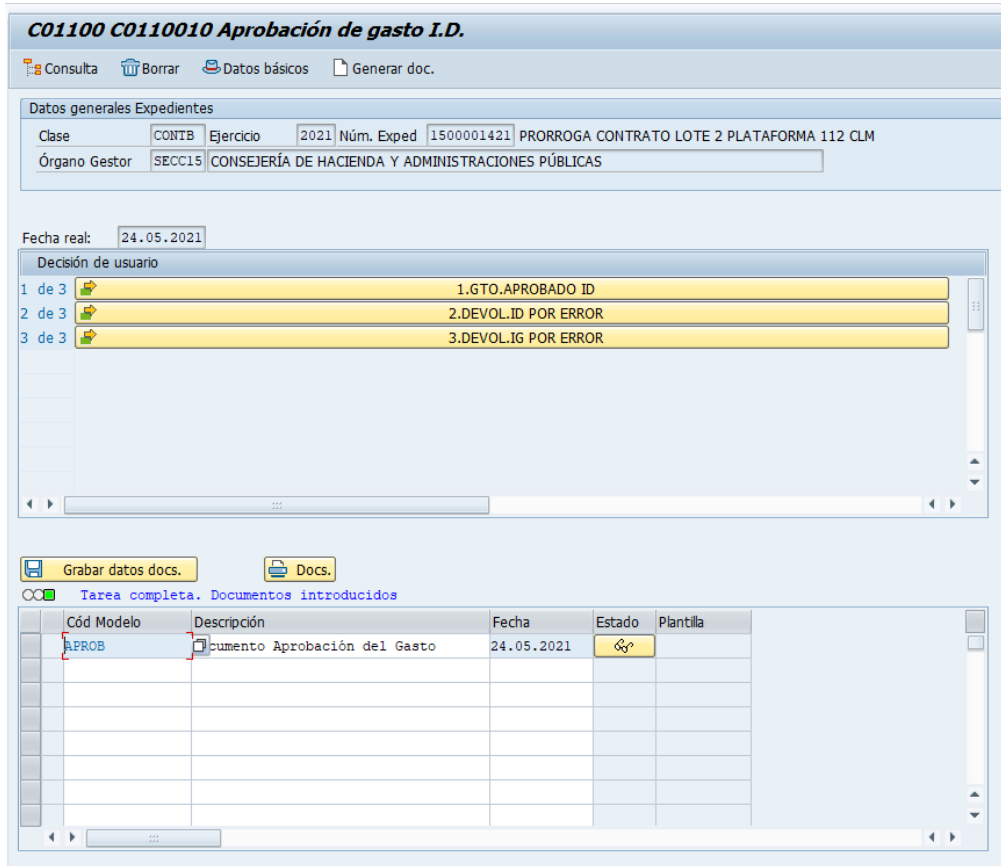 C01100 C0110010 Aprobación de gasto I.D.
Consulta Borrar Datos básicos Generar doc.
Datos generales Expedientes
Clase CONTB Ejercicio 2021 Núm. Exped 1500001421 PRORROGA CONTRATO LOTE 2 PLATAFORMA 112 CLM
Órgano Gestor SECC15 CONSEJERÍA DE HACIENDA Y ADMINISTRACIONES PÚBLICAS
Fecha real: 24.05.2021
Decisión de usuario
1 de 3 1.GTO.APROBADO ID
2 de 3 2.DEVOL.ID POR ERROR
3 de 3 3.DEVOL.IG POR ERROR
Grabar datos docs. Docs.
Tarea completa. Documentos introducidos
Cód Modelo Descripción Fecha Estado Plantilla
APROB cumento Aprobación del Gasto 24.05.2021